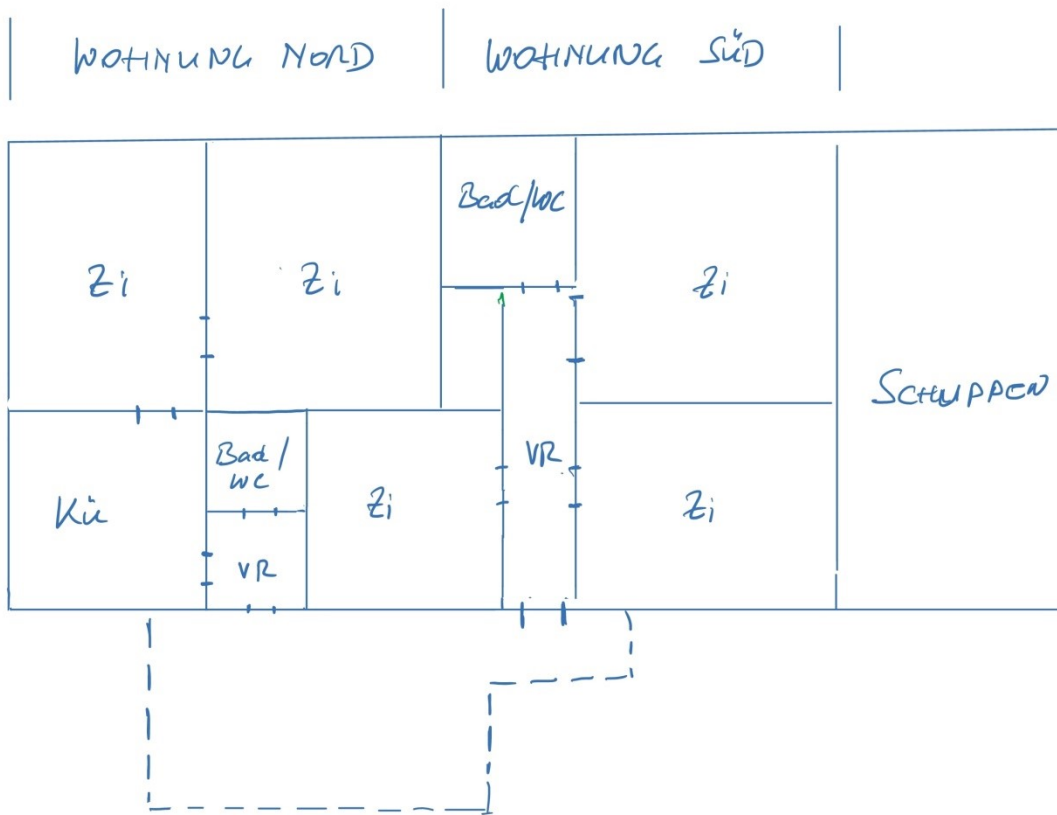 WOHNUNG NORD
WOHNUNG SÜD
Bad/WC
Zi
Zi
Zi
SCHUPPEN
Bad/
WC
VR
Kü
Zi
Zi
VR